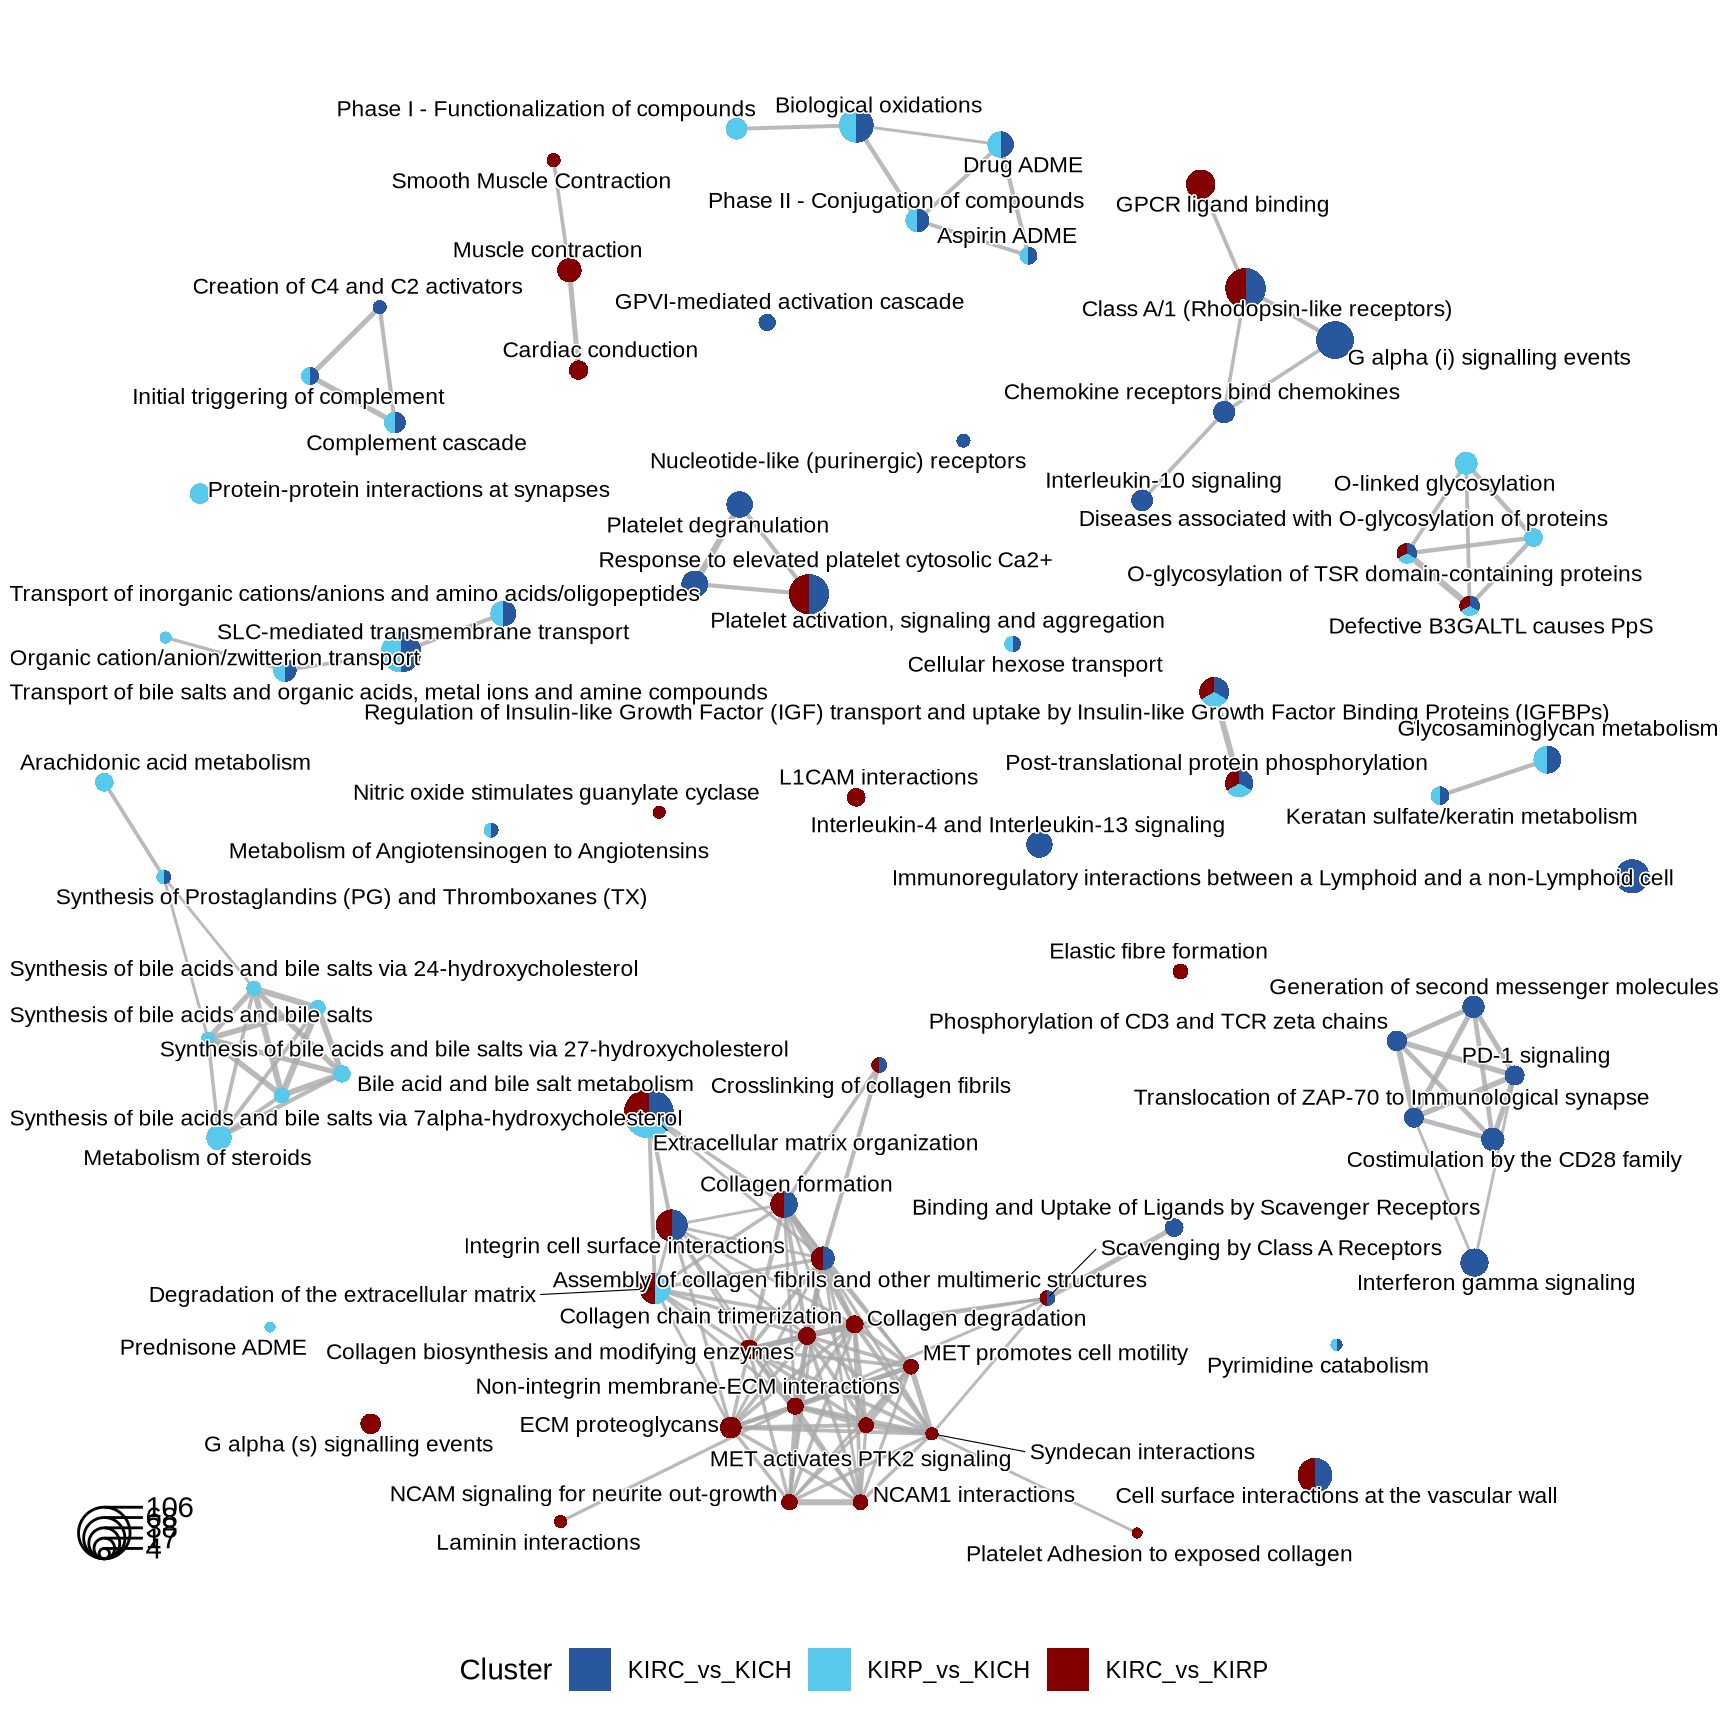 Biological oxidations
Phase I - Functionalization of compounds
Drug ADME
Smooth Muscle Contraction
Phase II - Conjugation of compounds
GPCR ligand binding
Aspirin ADME
Muscle contraction
Creation of C4 and C2 activators
GPVI-mediated activation cascade
Class A/1 (Rhodopsin-like receptors)
Cardiac conduction
G alpha (i) signalling events
Chemokine receptors bind chemokines
Initial triggering of complement
Complement cascade
Nucleotide-like (purinergic) receptors
Interleukin-10 signaling
O-linked glycosylation
Protein-protein interactions at synapses
Diseases associated with O-glycosylation of proteins
Platelet degranulation
Response to elevated platelet cytosolic Ca2+
O-glycosylation of TSR domain-containing proteins
Transport of inorganic cations/anions and amino acids/oligopeptides
Platelet activation, signaling and aggregation
Defective B3GALTL causes PpS
SLC-mediated transmembrane transport
Organic cation/anion/zwitterion transport
Cellular hexose transport
Transport of bile salts and organic acids, metal ions and amine compounds
Regulation of Insulin-like Growth Factor (IGF) transport and uptake by Insulin-like Growth Factor Binding Proteins (IGFBPs)
Glycosaminoglycan metabolism
Arachidonic acid metabolism
Post-translational protein phosphorylation
L1CAM interactions
Nitric oxide stimulates guanylate cyclase
Keratan sulfate/keratin metabolism
Interleukin-4 and Interleukin-13 signaling
Metabolism of Angiotensinogen to Angiotensins
Immunoregulatory interactions between a Lymphoid and a non-Lymphoid cell
Synthesis of Prostaglandins (PG) and Thromboxanes (TX)
Elastic fibre formation
Synthesis of bile acids and bile salts via 24-hydroxycholesterol
Generation of second messenger molecules
Synthesis of bile acids and bile salts
Phosphorylation of CD3 and TCR zeta chains
Synthesis of bile acids and bile salts via 27-hydroxycholesterol
PD-1 signaling
Bile acid and bile salt metabolism
Crosslinking of collagen fibrils
Translocation of ZAP-70 to Immunological synapse
Synthesis of bile acids and bile salts via 7alpha-hydroxycholesterol
Extracellular matrix organization
Metabolism of steroids
Costimulation by the CD28 family
Collagen formation
Binding and Uptake of Ligands by Scavenger Receptors
Integrin cell surface interactions
Scavenging by Class A Receptors
Assembly of collagen fibrils and other multimeric structures
Interferon gamma signaling
Degradation of the extracellular matrix
Collagen chain trimerization
Collagen degradation
Prednisone ADME
Collagen biosynthesis and modifying enzymes
MET promotes cell motility
Pyrimidine catabolism
Non-integrin membrane-ECM interactions
ECM proteoglycans
G alpha (s) signalling events
Syndecan interactions
MET activates PTK2 signaling
NCAM signaling for neurite out-growth
NCAM1 interactions
Cell surface interactions at the vascular wall
Laminin interactions
Platelet Adhesion to exposed collagen
106
68
17
4
Cluster KIRC_vs_KICH KIRP_vs_KICH KIRC_vs_KIRP